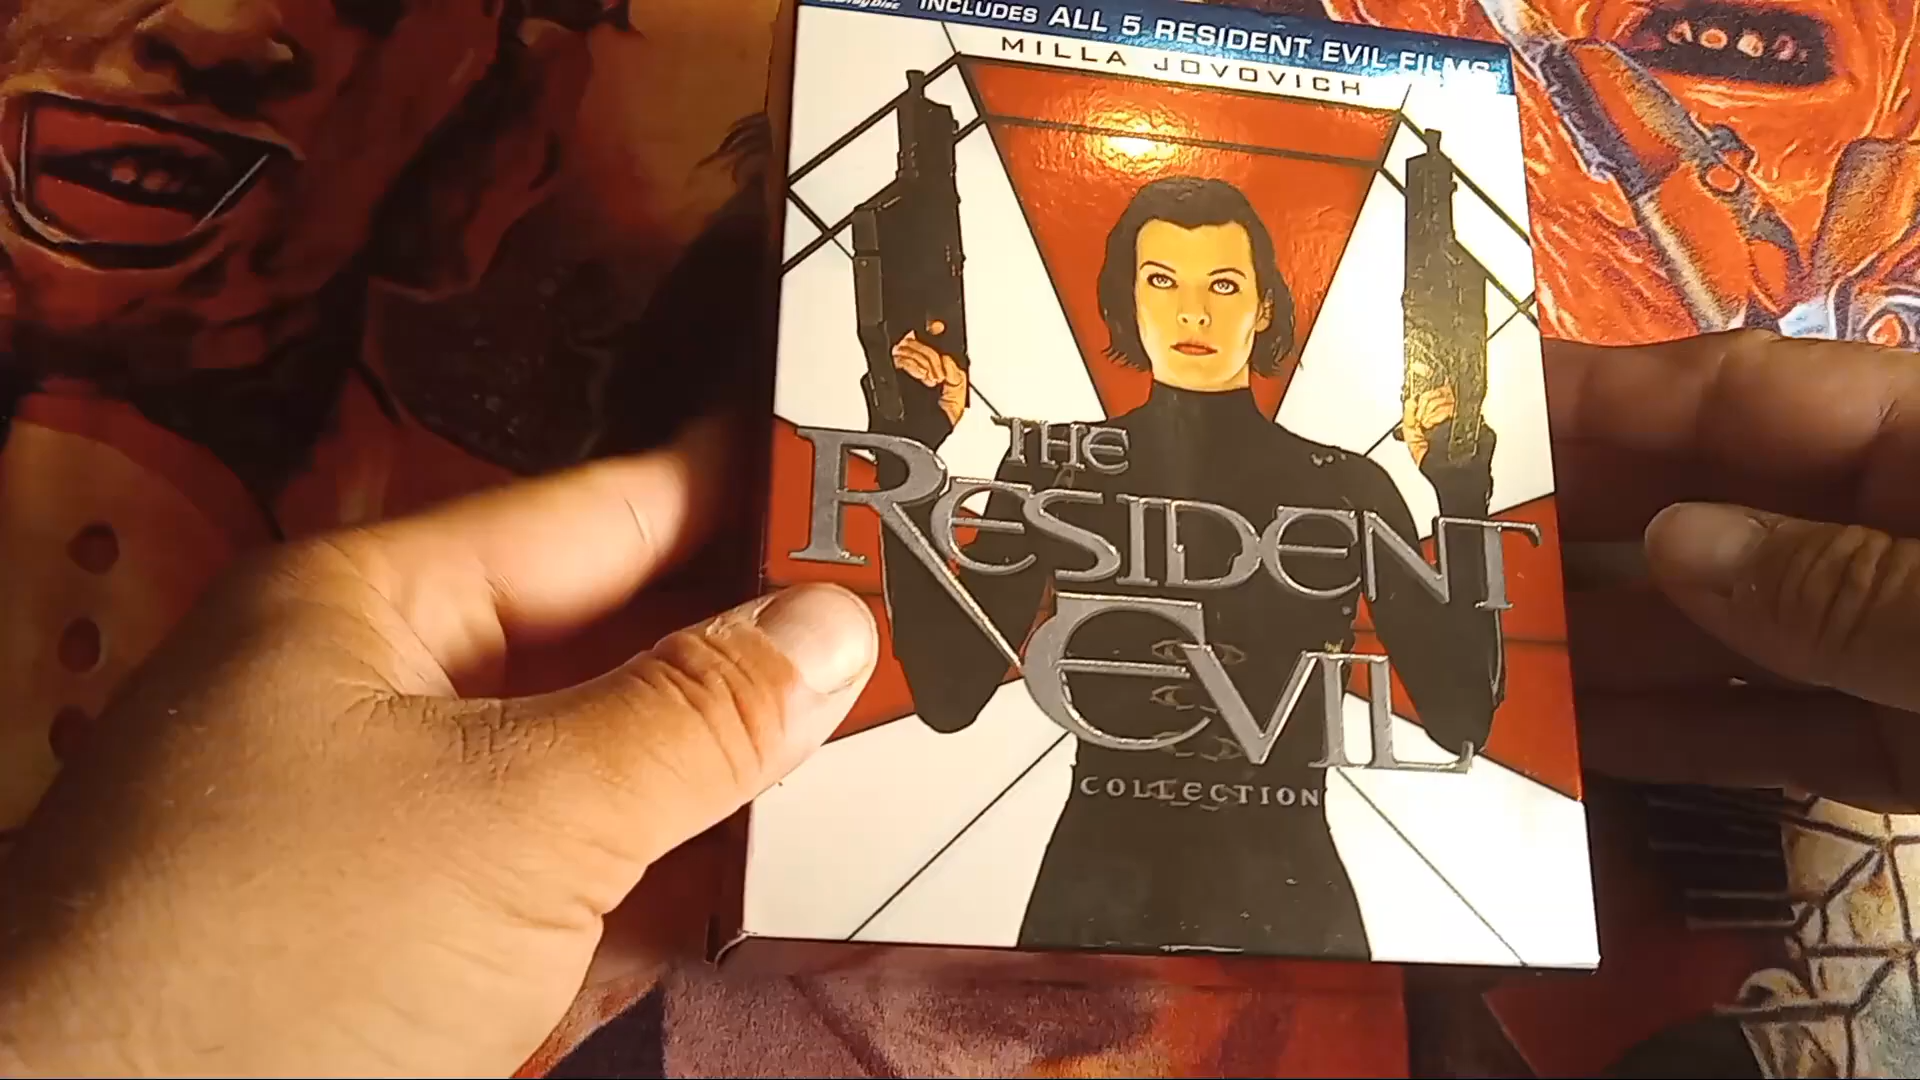 INCLUDES ALL 5 RESIDENT EVIL FILMS
MILLA JOVOVICH
THE
RESIDENT
EVIL
COLLECTION